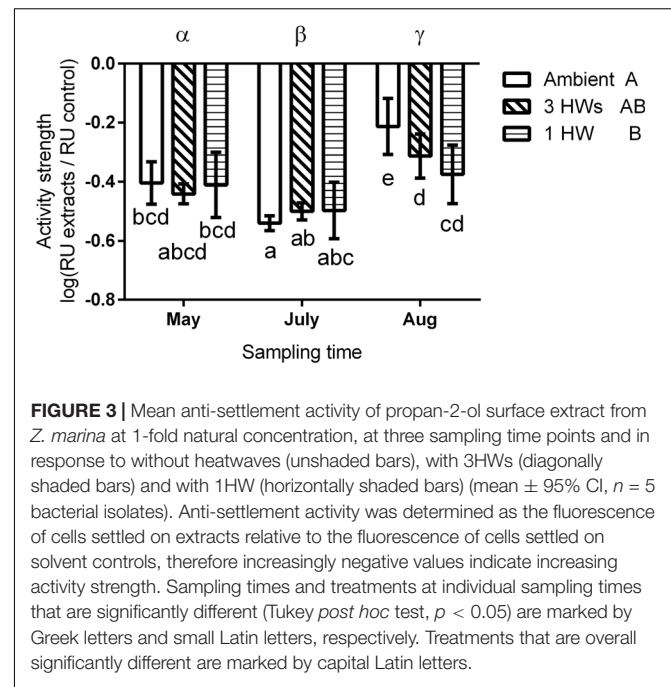 α β γ
0.0
-0.2
-0.4
-0.6
-0.8
Activity strength
log(RU extracts / RU control)
bcd
abcd
bcd
a
ab
abc
e
d
cd
May July Aug
Sampling time
Ambient A
3 HWs AB
1 HW B
FIGURE 3 | Mean anti-settlement activity of propan-2-ol surface extract from
Z. marina at 1-fold natural concentration, at three sampling time points and in
response to without heatwaves (unshaded bars), with 3HWs (diagonally
shaded bars) and with 1HW (horizontally shaded bars) (mean ± 95% CI, n = 5
bacterial isolates). Anti-settlement activity was determined as the fluorescence
of cells settled on extracts relative to the fluorescence of cells settled on
solvent controls, therefore increasingly negative values indicate increasing
activity strength. Sampling times and treatments at individual sampling times
that are significantly different (Tukey post hoc test, p < 0.05) are marked by
Greek letters and small Latin letters, respectively. Treatments that are overall
significantly different are marked by capital Latin letters.